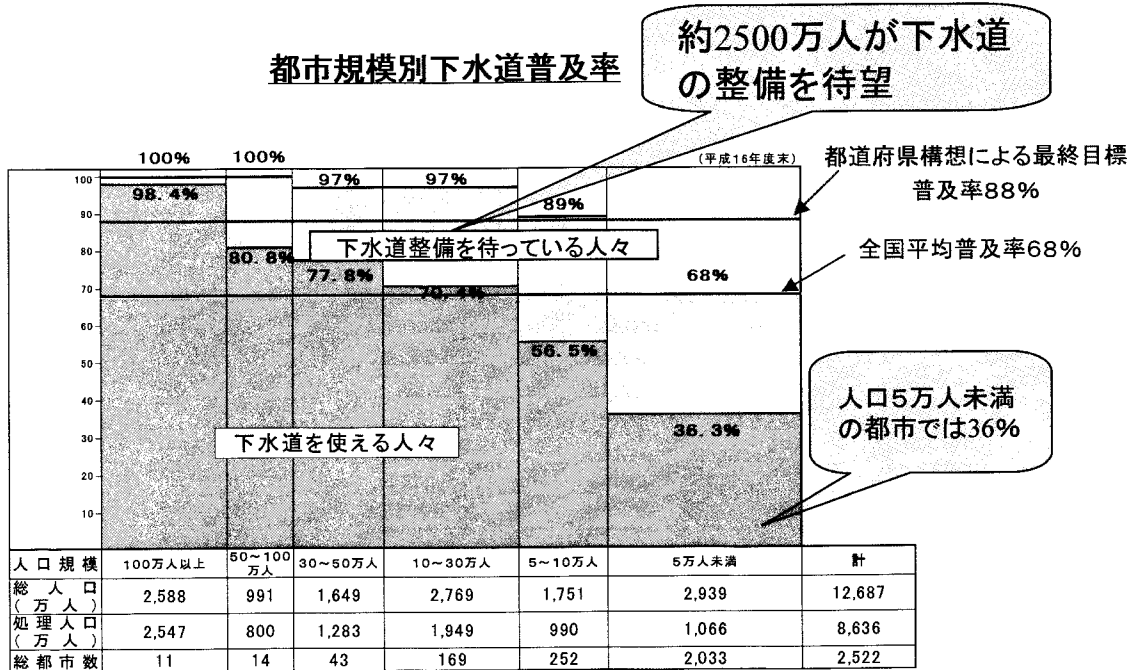 都市規模別下水道普及率
約2500万人が下水道
の整備を待望
(平成16年度末)
都道府県構想による最終目標
普及率88%
全国平均普及率68%
100% 100%
97% 97%
89%
68%
98.4%
80.8%
77.8%
70.4%
56.5%
36.3%
下水道整備を待っている人々
下水道を使える人々
人口5万人未満
の都市では36%
100
90
80
70
60
50
40
30
20
10
人口規模 100万人以上 50～100万人 30～50万人 10～30万人 5～10万人 5万人未満 計
総人口(万人) 2,588 991 1,649 2,769 1,751 2,939 12,687
処理人口(万人) 2,547 800 1,283 1,949 990 1,066 8,636
総都市数 11 14 43 169 252 2,033 2,522